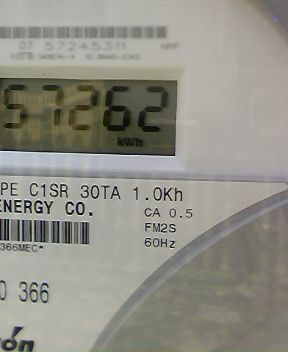 07 57245311
57262
kWh
PE C1SR 30TA 1.0Kh
ENERGY CO.
CA 0.5
FM2S
60Hz
366MEC*
0 366
ón